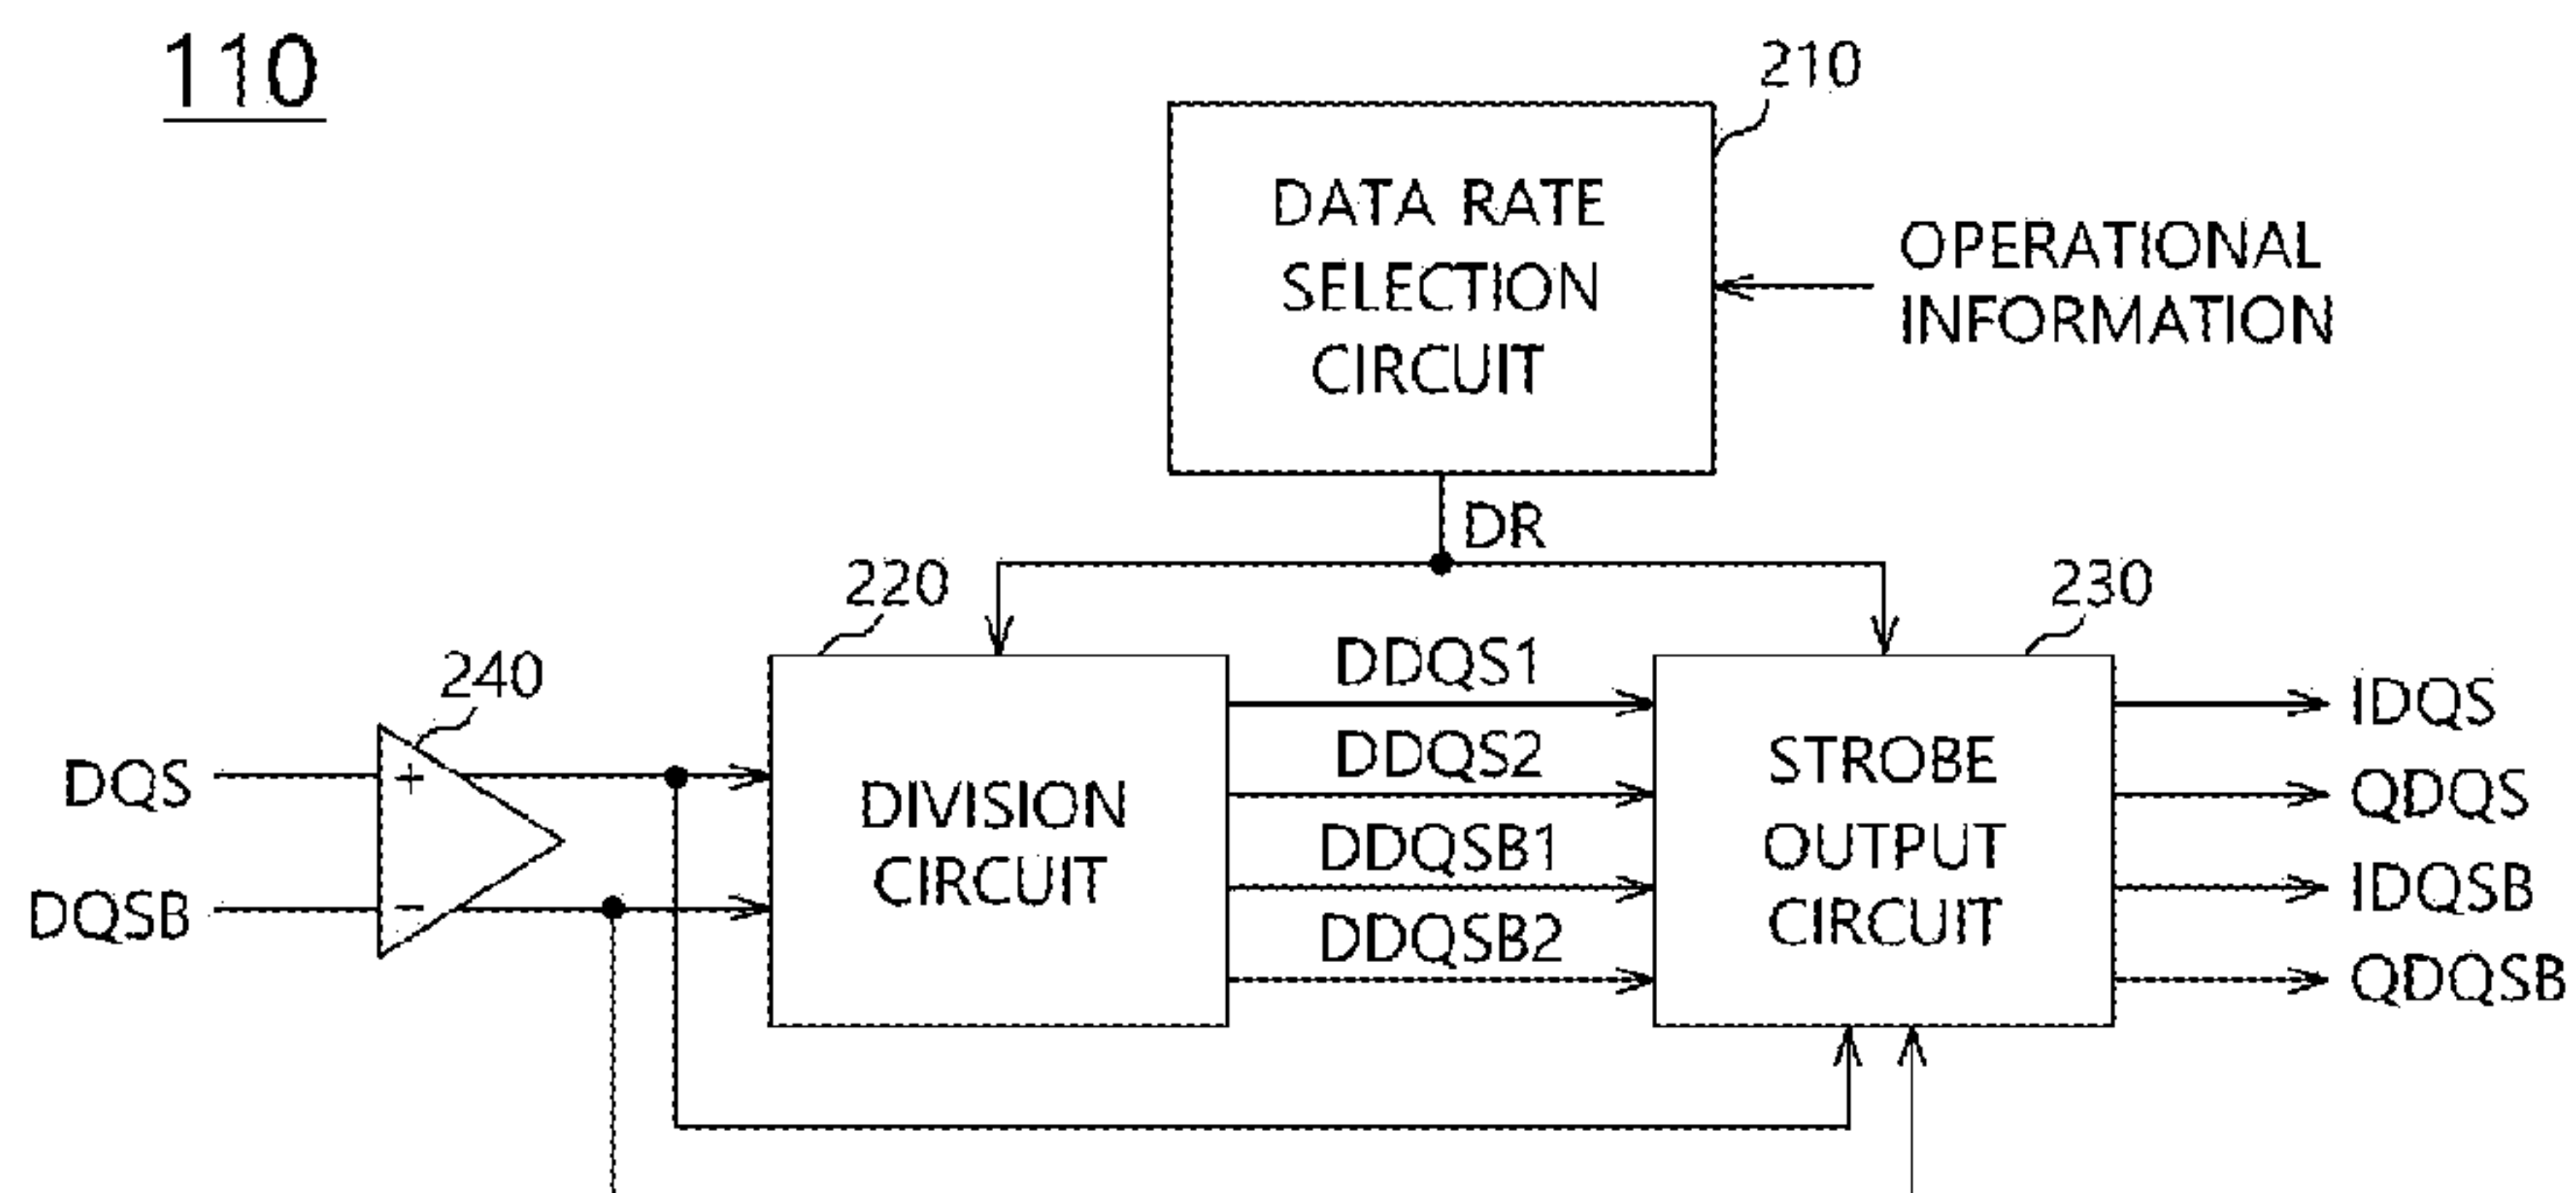 110
210
DATA RATE
SELECTION
CIRCUIT
OPERATIONAL
INFORMATION
DR
220
230
240
DQS
DQSB
+
−
DIVISION
CIRCUIT
DDQS1
DDQS2
DDQSB1
DDQSB2
STROBE
OUTPUT
CIRCUIT
IDQS
QDQS
IDQSB
QDQSB